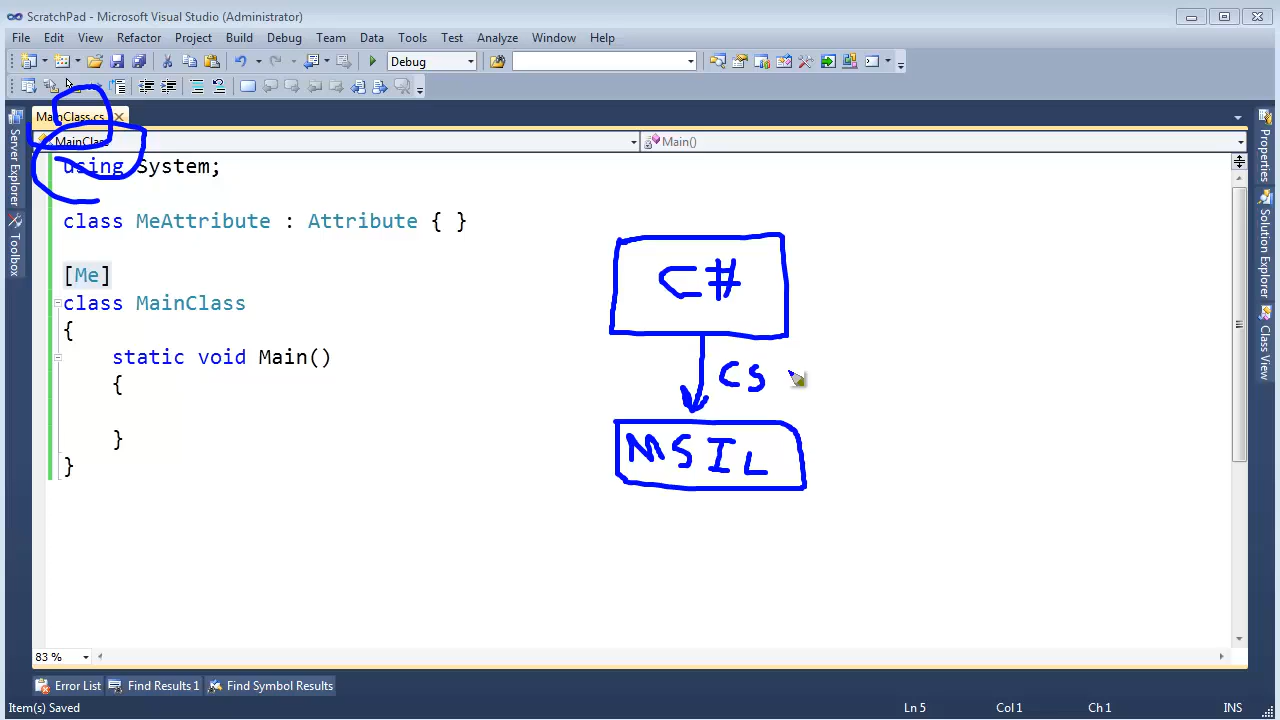 ScratchPad - Microsoft Visual Studio (Administrator)
File Edit View Refactor Project Build Debug Team Data Tools Test Analyze Window Help
Debug
MainClass.cs
MainClass
Main()
using System;
class MeAttribute : Attribute { }
[Me]
class MainClass
{
static void Main()
{
}
}
C#
CS
MSIL
Server Explorer
Toolbox
Properties
Solution Explorer
Class View
83 %
Error List Find Results 1 Find Symbol Results
Item(s) Saved Ln 5 Col 1 Ch 1 INS